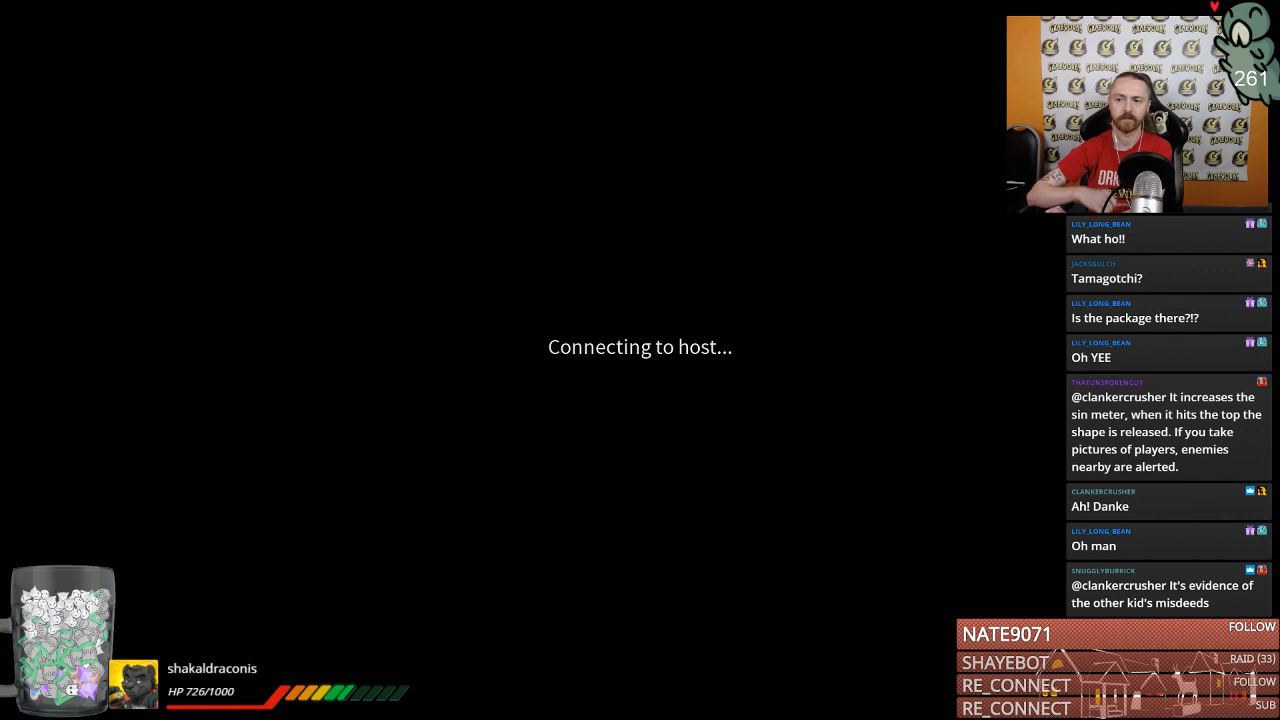 261
LILY_LONG_BEAN
What ho!!
JACKSGULCH
Tamagotchi?
LILY_LONG_BEAN
Is the package there?!?
LILY_LONG_BEAN
Oh YEE
THATUNSPOKENGUY
@clankercrusher It increases the
sin meter, when it hits the top the
shape is released. If you take
pictures of players, enemies
nearby are alerted.
CLANKERCRUSHER
Ah! Danke
LILY_LONG_BEAN
Oh man
SNUGGLYBURRICK
@clankercrusher It's evidence of
the other kid's misdeeds
Connecting to host...
shakaldraconis
HP 726/1000
NATE9071 FOLLOW
SHAYEBOT RAID (33)
RE_CONNECT FOLLOW
RE_CONNECT SUB